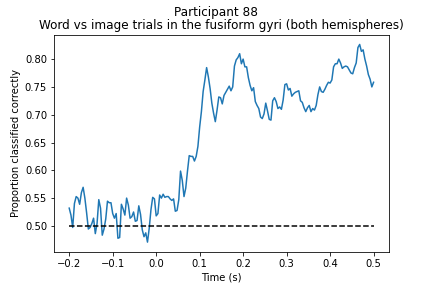 Participant 88
Word vs image trials in the fusiform gyri (both hemispheres)
Proportion classified correctly
0.80
0.75
0.70
0.65
0.60
0.55
0.50
−0.2 −0.1 0.0 0.1 0.2 0.3 0.4 0.5
Time (s)